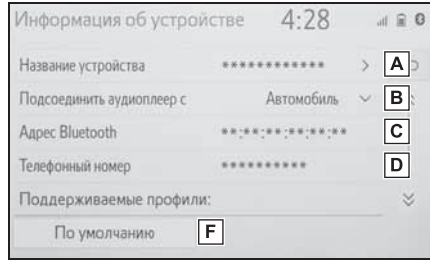 Информация об устройстве 4:28
Название устройства ************ > A
Подсоединить аудиоплеер с Автомобиль B
Адрес Bluetooth **:**:**:**:**:** C
Телефонный номер ********** D
Поддерживаемые профили:
По умолчанию F